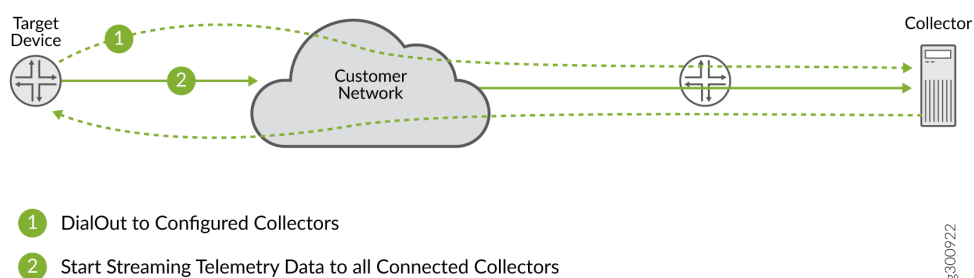 Target
Device
Collector
1
2
Customer
Network
1 DialOut to Configured Collectors
2 Start Streaming Telemetry Data to all Connected Collectors
g300922